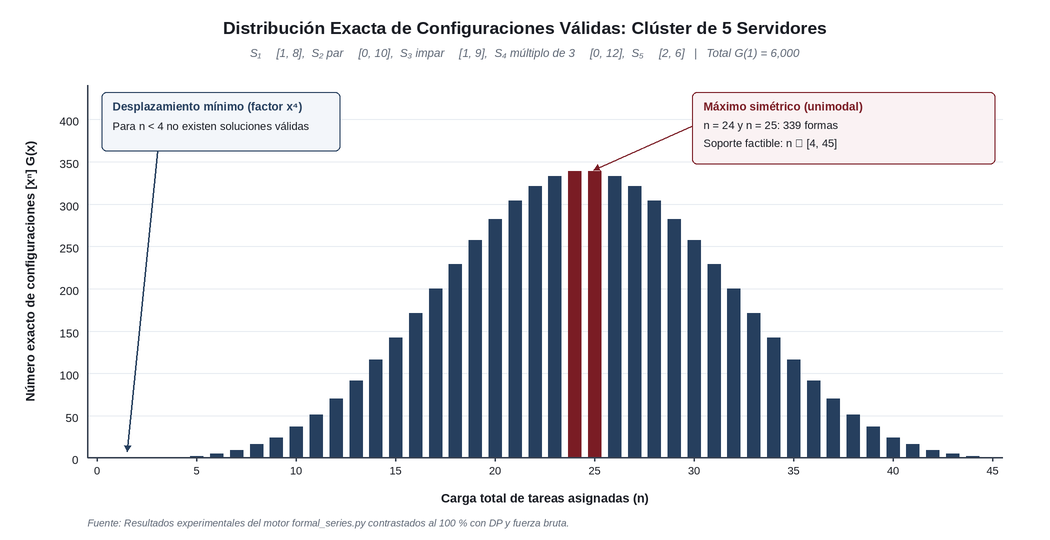 Distribución Exacta de Configuraciones Válidas: Clúster de 5 Servidores
S₁ [1, 8], S₂ par [0, 10], S₃ impar [1, 9], S₄ múltiplo de 3 [0, 12], S₅ [2, 6] | Total G(1) = 6,000
Desplazamiento mínimo (factor x⁴)
Para n < 4 no existen soluciones válidas
Máximo simétrico (unimodal)
n = 24 y n = 25: 339 formas
Soporte factible: n □ [4, 45]
Número exacto de configuraciones [xⁿ] G(x)
400
350
300
250
200
150
100
50
0
0 5 10 15 20 25 30 35 40 45
Carga total de tareas asignadas (n)
Fuente: Resultados experimentales del motor formal_series.py contrastados al 100 % con DP y fuerza bruta.